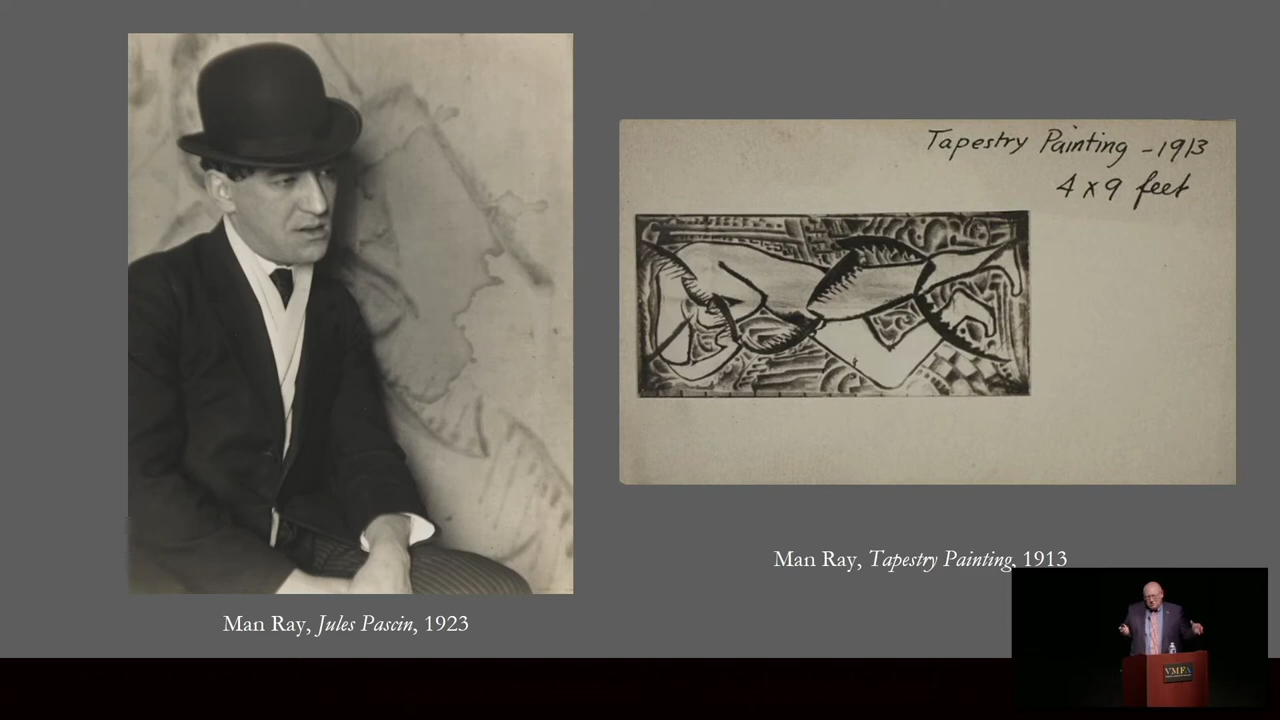 Tapestry Painting - 1913
4 x 9 feet
Man Ray, Tapestry Painting, 1913
Man Ray, Jules Pascin, 1923
VMFA